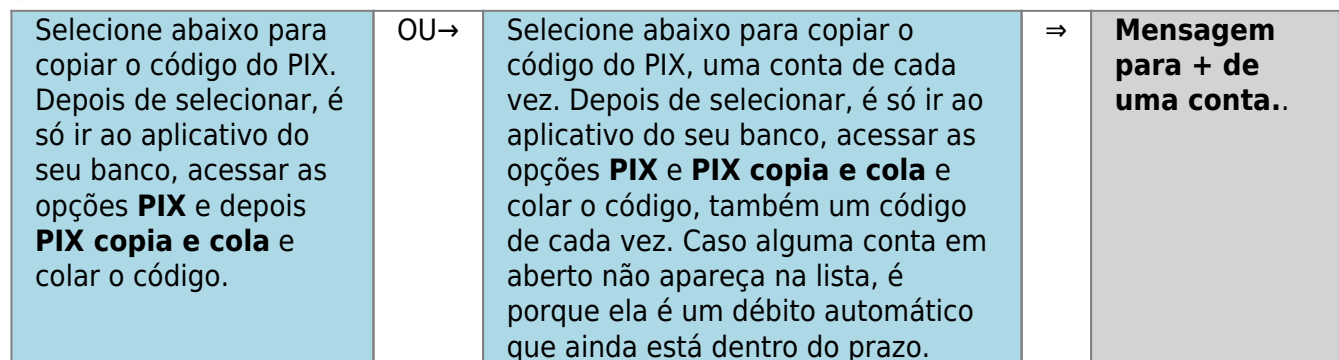 Selecione abaixo para
copiar o código do PIX.
Depois de selecionar, é
só ir ao aplicativo do
seu banco, acessar as
opções PIX e depois
PIX copia e cola e
colar o código.
OU→
Selecione abaixo para copiar o
código do PIX, uma conta de cada
vez. Depois de selecionar, é só ir ao
aplicativo do seu banco, acessar as
opções PIX e PIX copia e cola e
colar o código, também um código
de cada vez. Caso alguma conta em
aberto não apareça na lista, é
porque ela é um débito automático
que ainda está dentro do prazo.
⇒
Mensagem
para + de
uma conta..